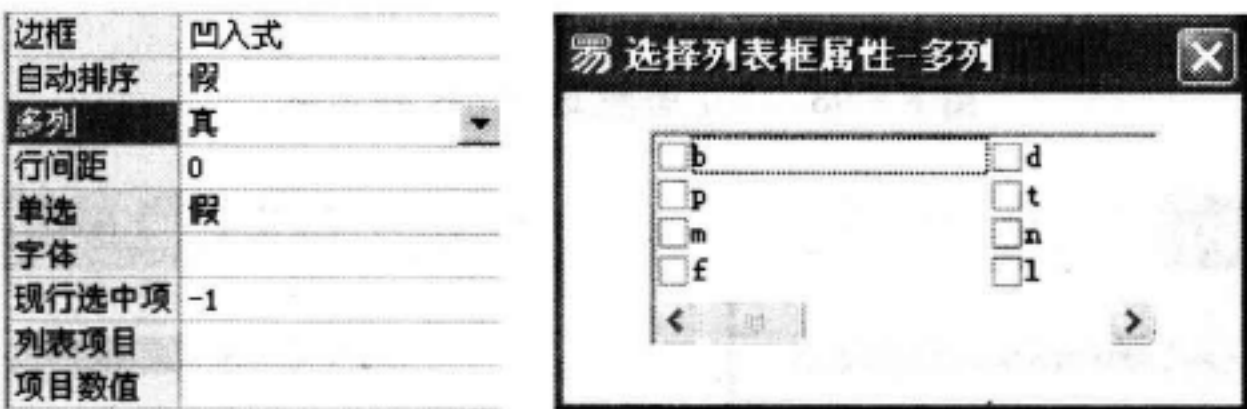 边框 凹入式
自动排序 假
多列 真
行间距 0
单选 假
字体
现行选中项 -1
列表项目
项目数值
易 选择列表框属性-多列
b d
p t
m n
f l